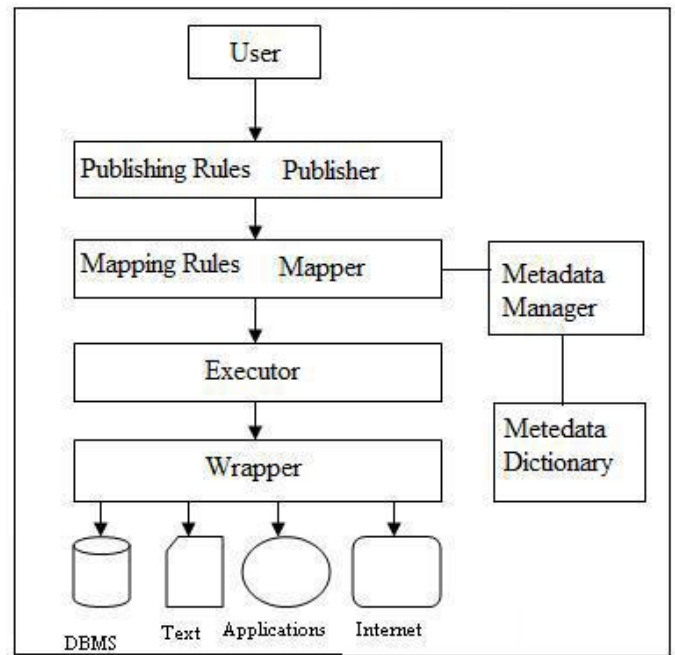 User
Publishing Rules Publisher
Mapping Rules Mapper
Metadata
Manager
Executor
Metedata
Dictionary
Wrapper
DBMS Text Applications Internet